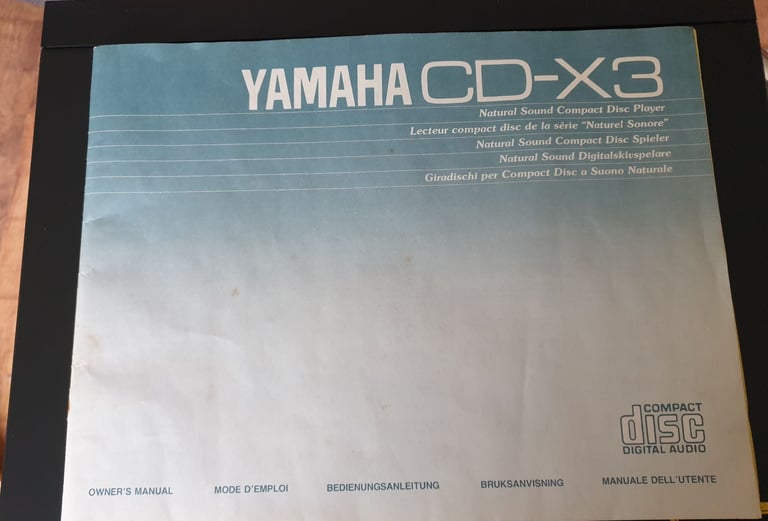 YAMAHA CD-X3
Natural Sound Compact Disc Player
Lecteur compact disc de la série "Naturel Sonore"
Natural Sound Compact Disc Spieler
Natural Sound Digitalskivspelare
Giradischi per Compact Disc a Suono Naturale
COMPACT
disc
DIGITAL AUDIO
OWNER'S MANUAL MODE D'EMPLOI BEDIENUNGSANLEITUNG BRUKSANVISNING MANUALE DELL'UTENTE